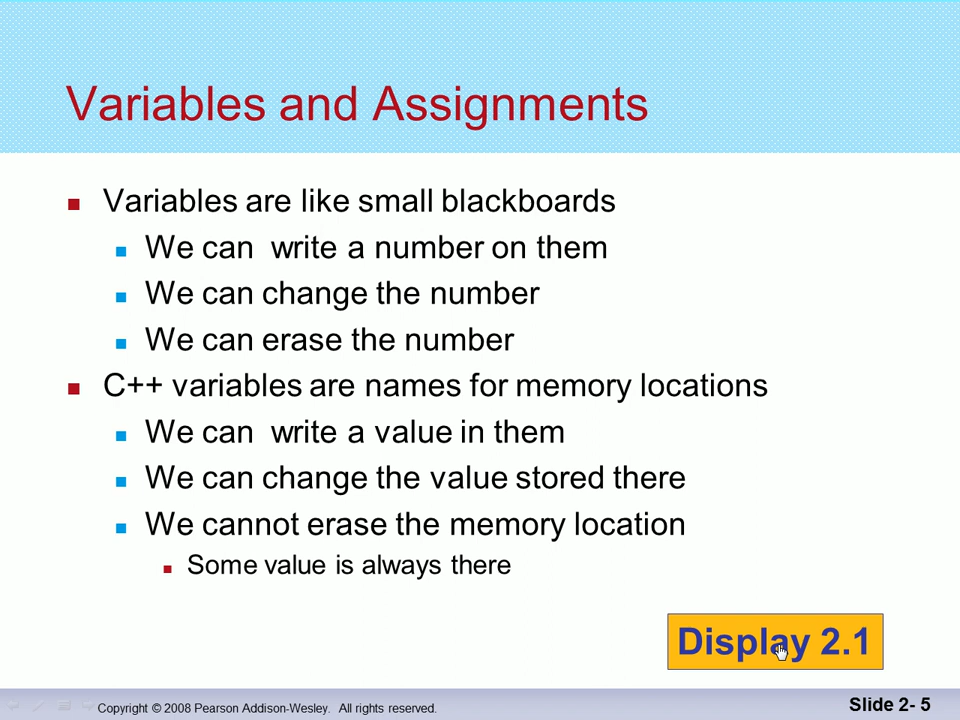 Variables and Assignments
Variables are like small blackboards
We can  write a number on them
We can change the number
We can erase the number
C++ variables are names for memory locations
We can  write a value in them
We can change the value stored there
We cannot erase the memory location
Some value is always there
Display 2.1
Copyright © 2008 Pearson Addison-Wesley.  All rights reserved.
Slide 2- 5